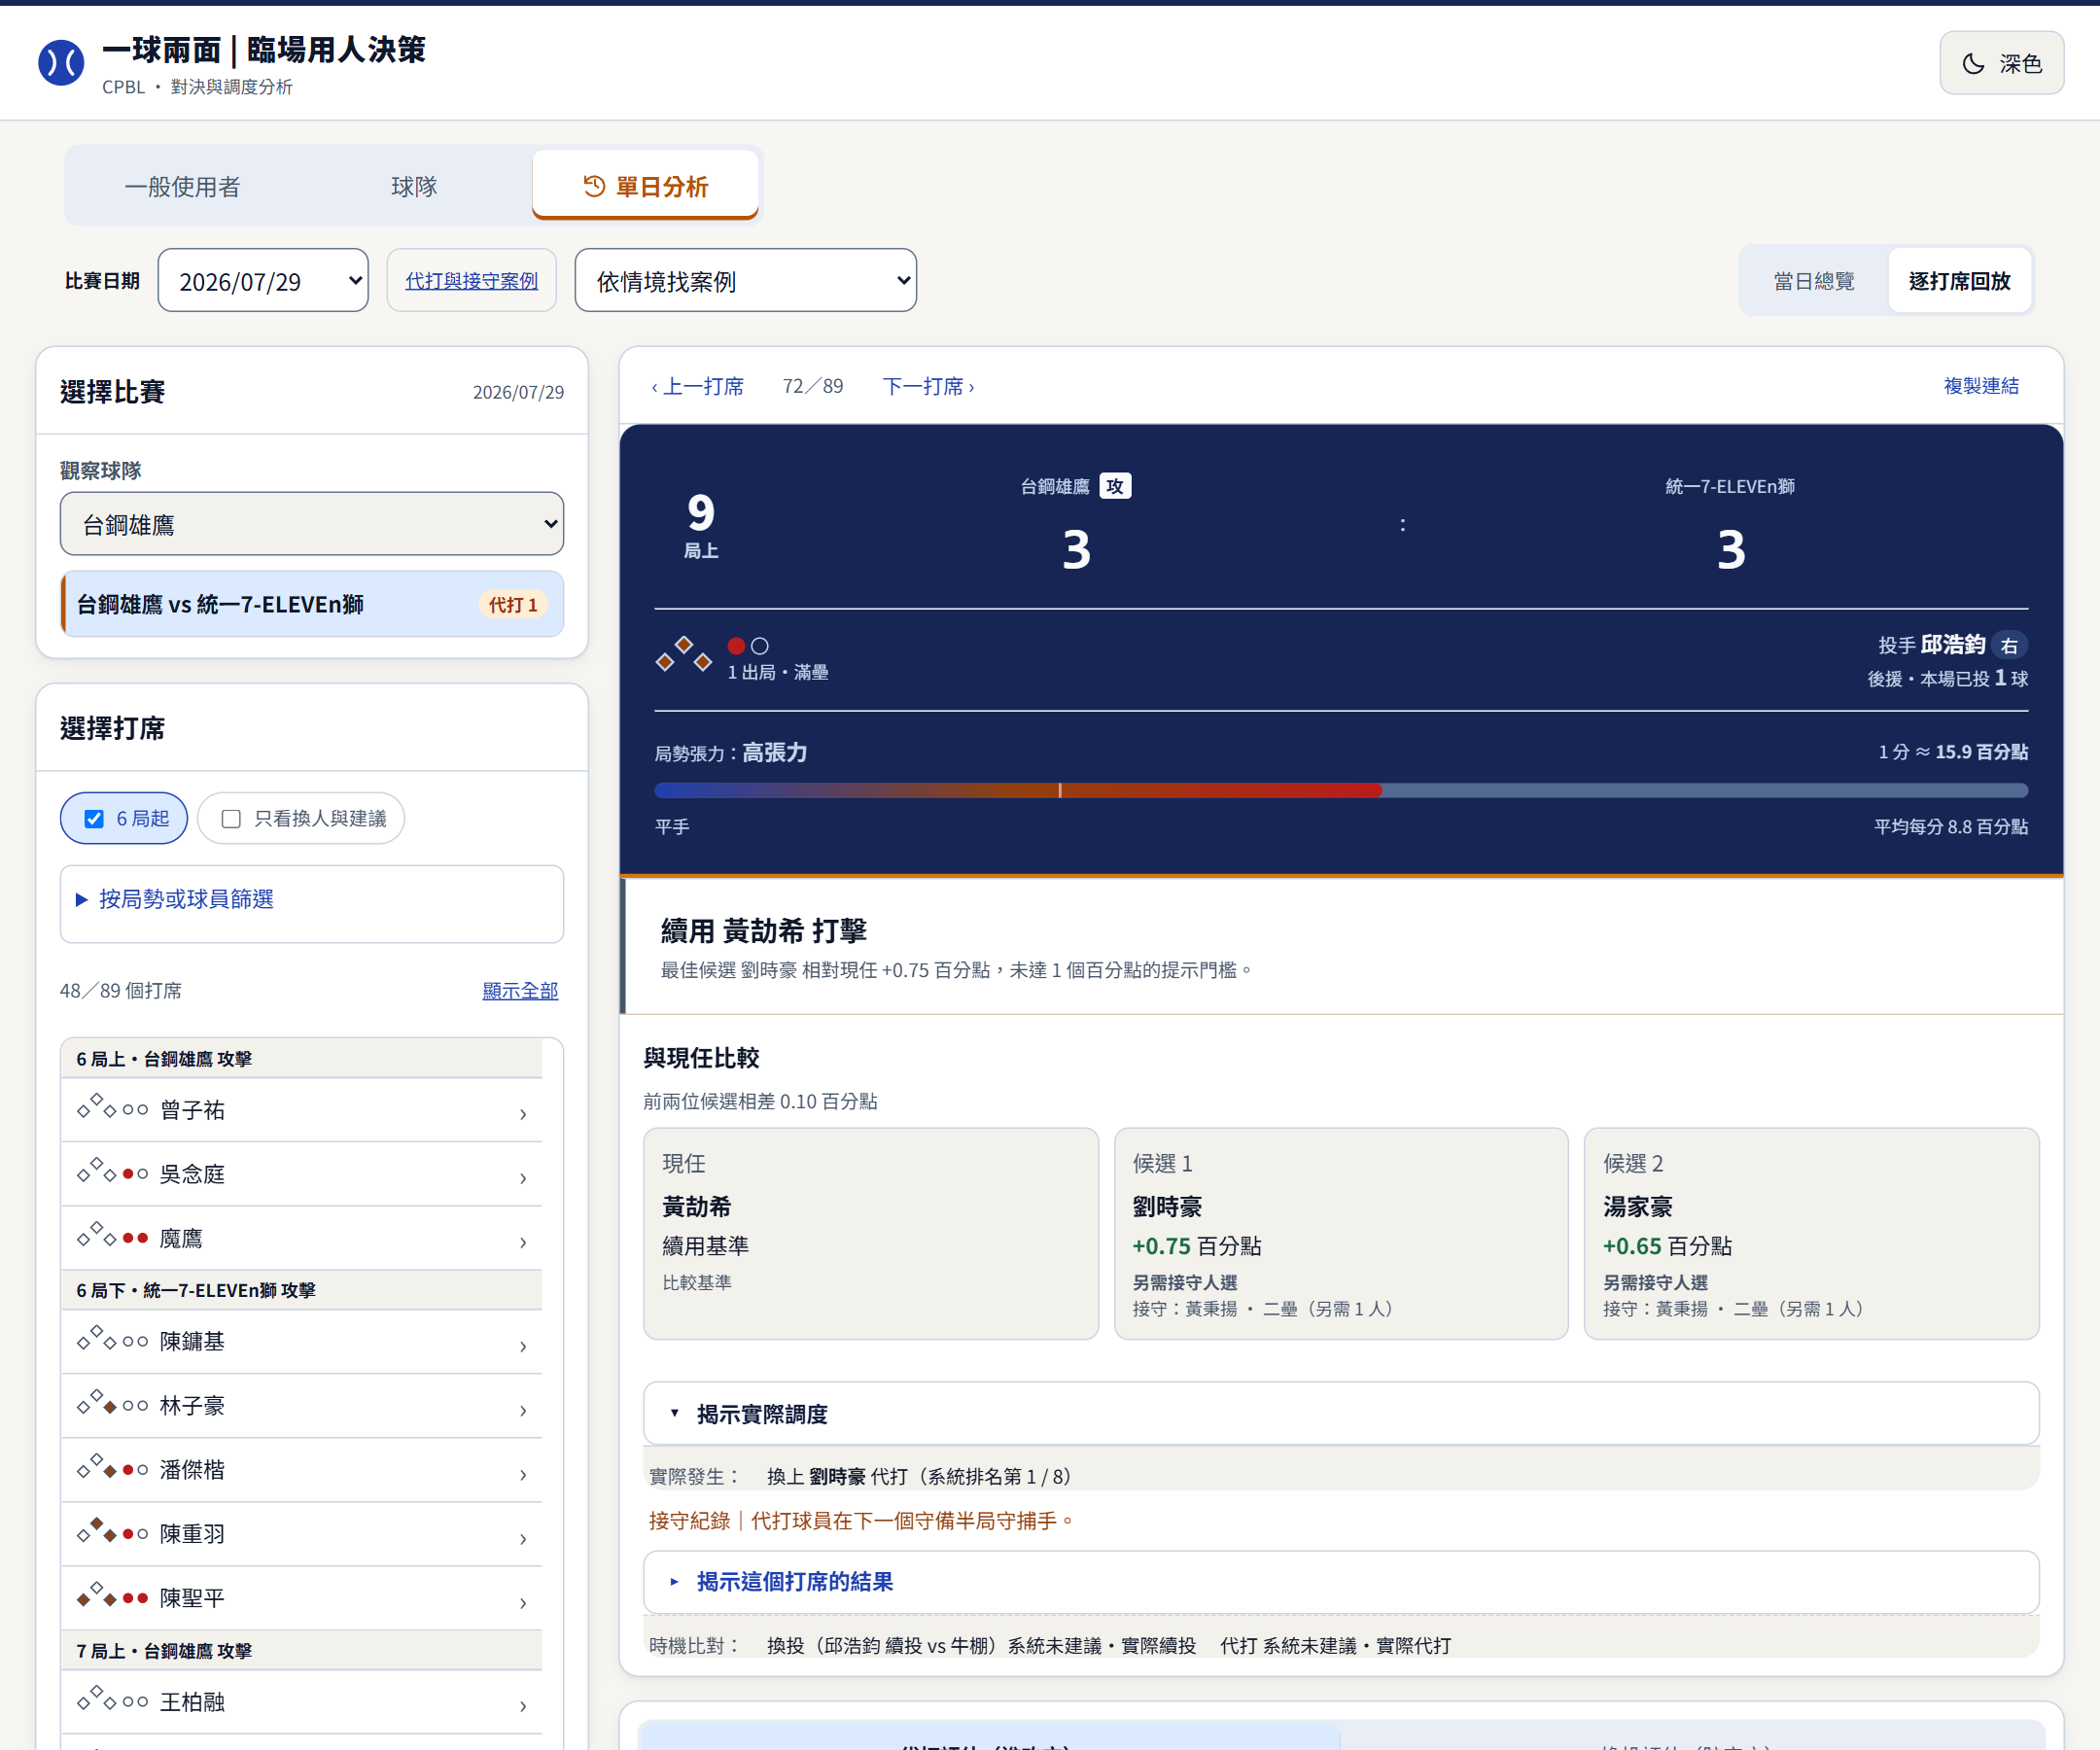 一球兩面 | 臨場用人決策
CPBL ・ 對決與調度分析
深色
一般使用者
球隊
單日分析
比賽日期
2026/07/29
代打與接守案例
依情境找案例
當日總覽
逐打席回放
選擇比賽
2026/07/29
觀察球隊
台鋼雄鷹
台鋼雄鷹 vs 統一7-ELEVEn獅
代打 1
選擇打席
6 局起
只看換人與建議
▶ 按局勢或球員篩選
48／89 個打席
顯示全部
6 局上・台鋼雄鷹 攻擊
曾子祐 ›
吳念庭 ›
魔鷹 ›
6 局下・統一7-ELEVEn獅 攻擊
陳鏞基 ›
林子豪 ›
潘傑楷 ›
陳重羽 ›
陳聖平 ›
7 局上・台鋼雄鷹 攻擊
王柏融 ›
‹ 上一打席
72／89
下一打席 ›
複製連結
9
局上
台鋼雄鷹 攻
3
:
統一7-ELEVEn獅
3
1 出局・滿壘
投手 邱浩鈞 右
後援・本場已投 1 球
局勢張力：高張力
1 分 ≈ 15.9 百分點
平手
平均每分 8.8 百分點
續用 黃劼希 打擊
最佳候選 劉時豪 相對現任 +0.75 百分點，未達 1 個百分點的提示門檻。
與現任比較
前兩位候選相差 0.10 百分點
現任
黃劼希
續用基準
比較基準
候選 1
劉時豪
+0.75 百分點
另需接守人選
接守：黃秉揚 ・ 二壘（另需 1 人）
候選 2
湯家豪
+0.65 百分點
另需接守人選
接守：黃秉揚 ・ 二壘（另需 1 人）
▾ 揭示實際調度
實際發生： 換上 劉時豪 代打（系統排名第 1 / 8）
接守紀錄｜代打球員在下一個守備半局守捕手。
▸ 揭示這個打席的結果
時機比對： 換投（邱浩鈞 續投 vs 牛棚）系統未建議・實際續投 代打 系統未建議・實際代打